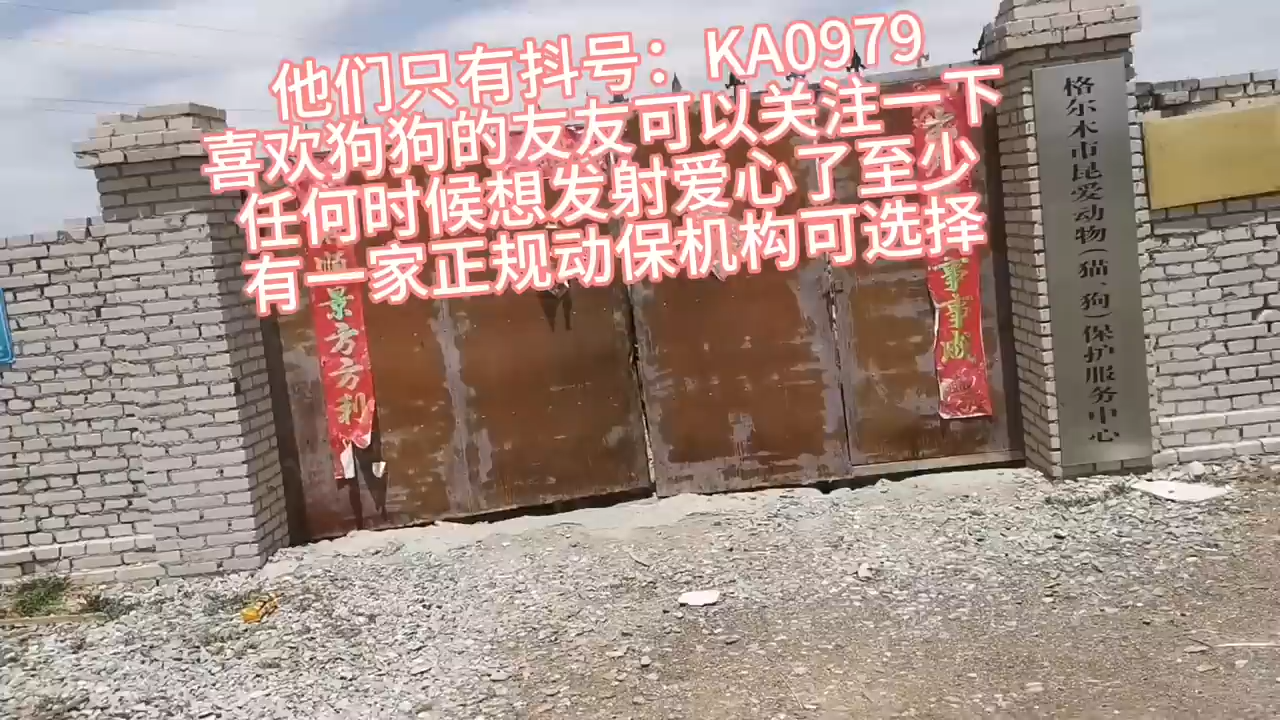 他们只有抖号：KA0979
喜欢狗狗的友友可以关注一下
任何时候想发射爱心了至少
有一家正规动保机构可选择
格尔木市昆爱动物（猫、狗）保护服务中心
顺
景方方利
事事成